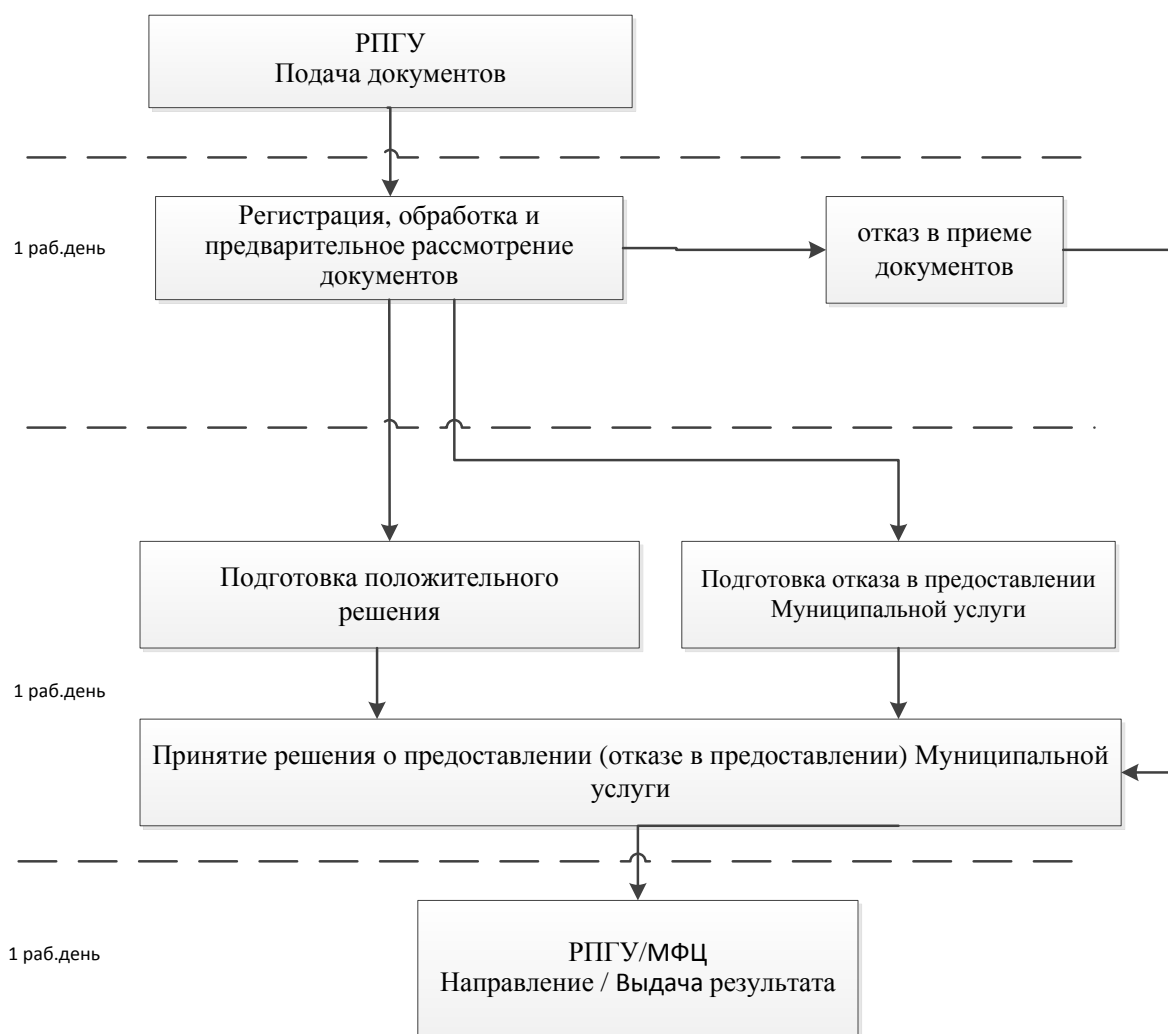 РПГУ
Подача документов
1 раб.день
Регистрация, обработка и
предварительное рассмотрение
документов
отказ в приеме
документов
Подготовка положительного
решения
Подготовка отказа в предоставлении
Муниципальной услуги
1 раб.день
Принятие решения о предоставлении (отказе в предоставлении) Муниципальной
услуги
1 раб.день
РПГУ/МФЦ
Направление / Выдача результата